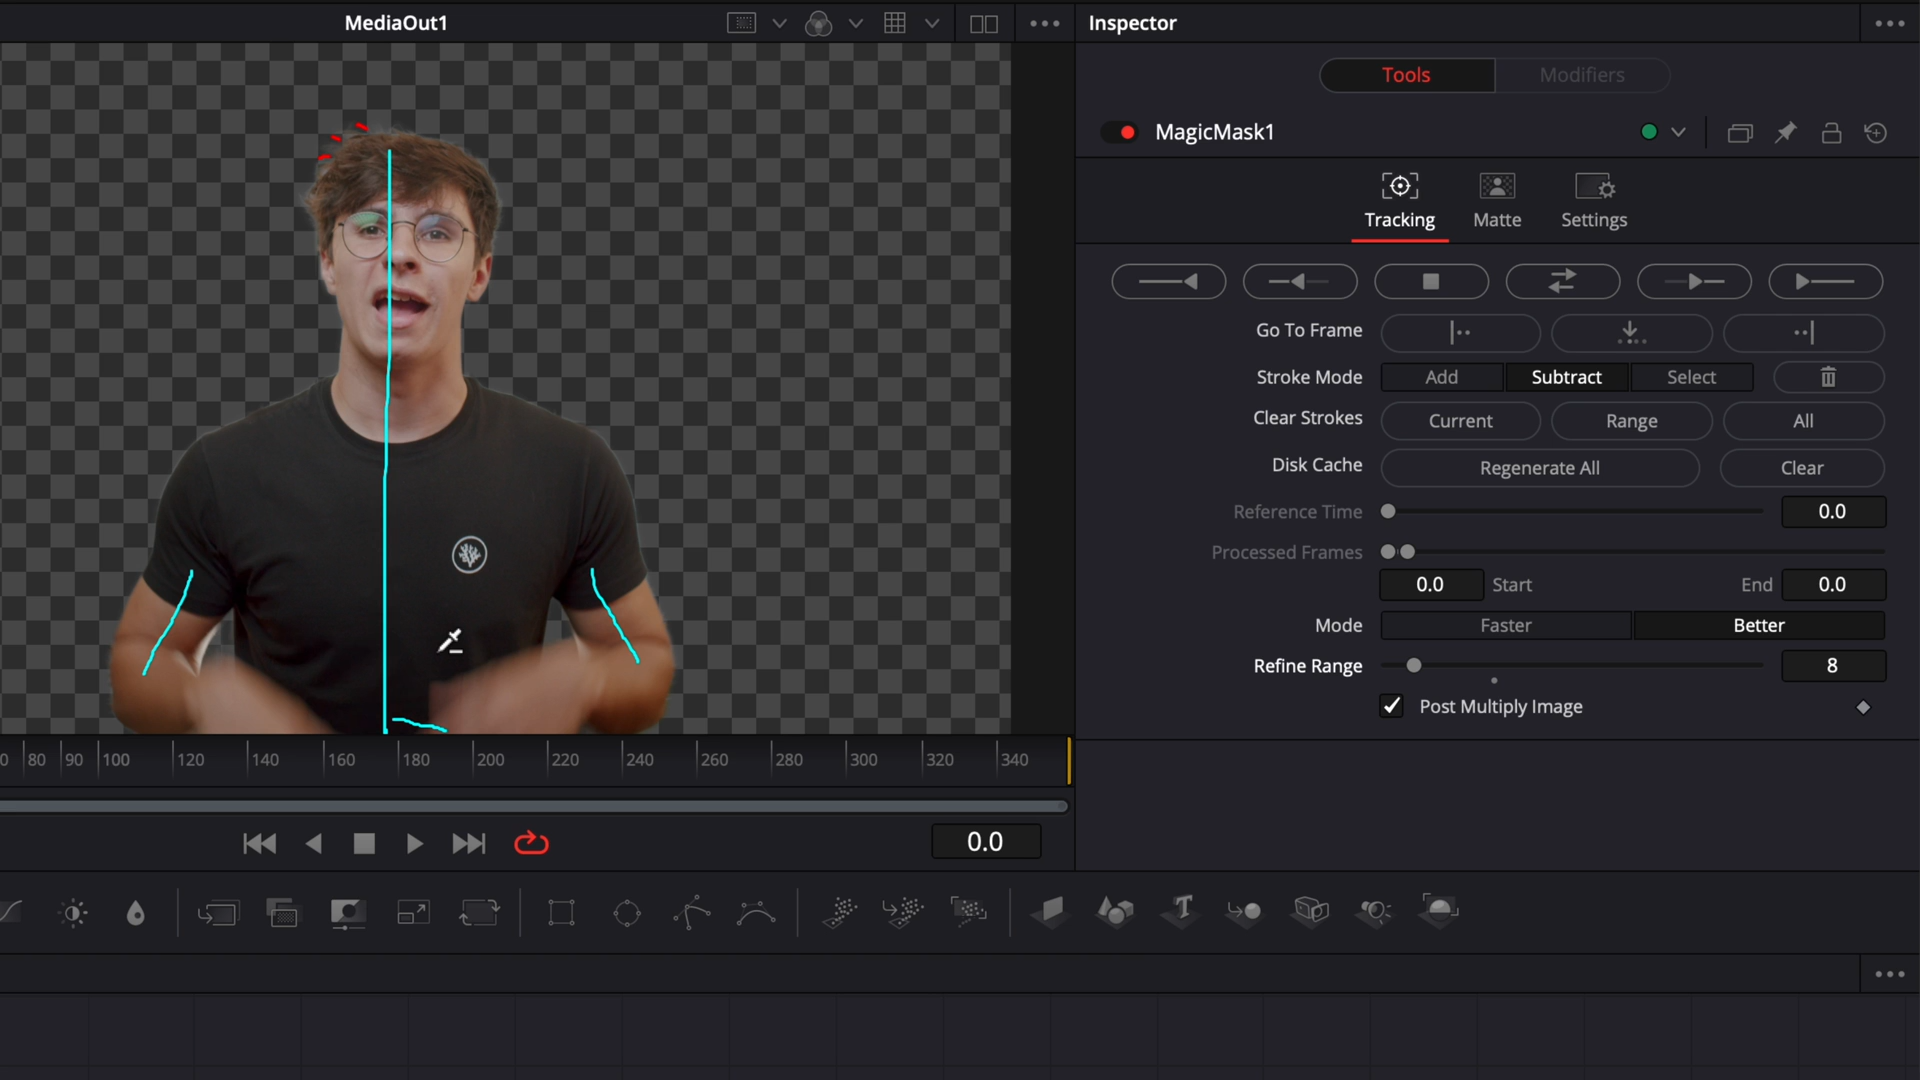 MediaOut1
Inspector
Tools
Modifiers
MagicMask1
Tracking
Matte
Settings
Go To Frame
Stroke Mode
Add
Subtract
Select
Clear Strokes
Current
Range
All
Disk Cache
Regenerate All
Clear
Reference Time
0.0
Processed Frames
0.0
Start
End
0.0
Mode
Faster
Better
Refine Range
8
Post Multiply Image
0 80 90 100 120 140 160 180 200 220 240 260 280 300 320 340
0.0